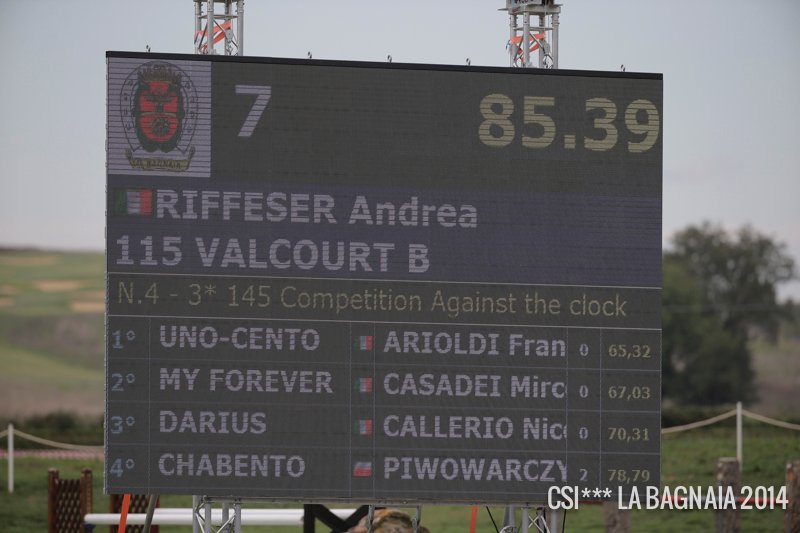 7 85.39
LA BAGNAIA
RIFFESER Andrea
115 VALCOURT B
N.4 - 3* 145 Competition Against the clock
1° UNO-CENTO ARIOLDI Fran 0 65,32
2° MY FOREVER CASADEI Mirc 0 67,03
3° DARIUS CALLERIO Nic 0 70,31
4° CHABENTO PIWOWARCZY 2 78,79
CSI*** LA BAGNAIA 2014